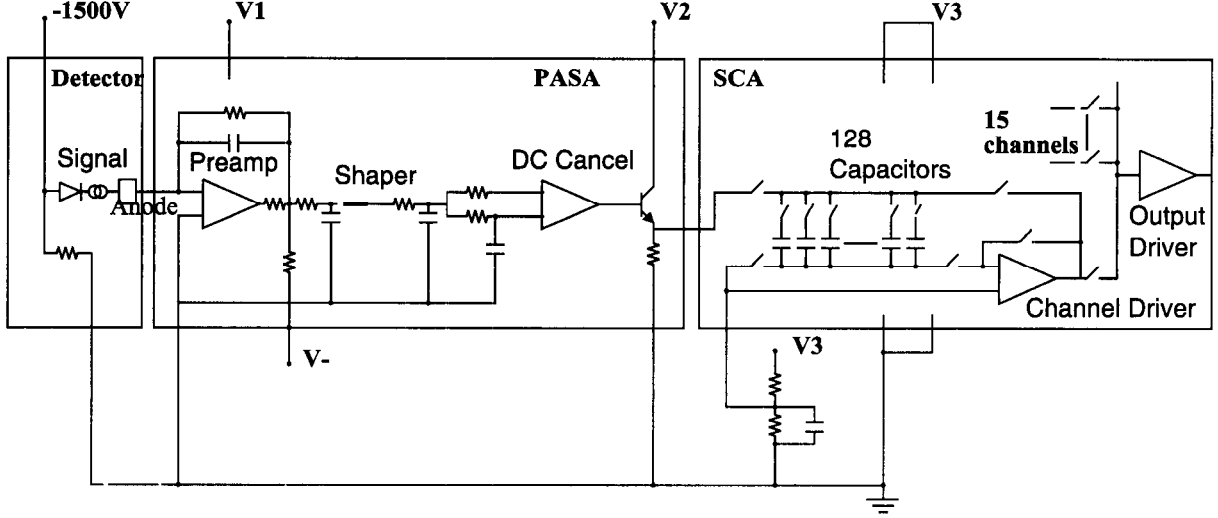 -1500V
V1
V2
V3
Detector
PASA
SCA
Signal
Anode
Preamp
Shaper
DC Cancel
128
Capacitors
15
channels
Output
Driver
Channel Driver
V-
V3